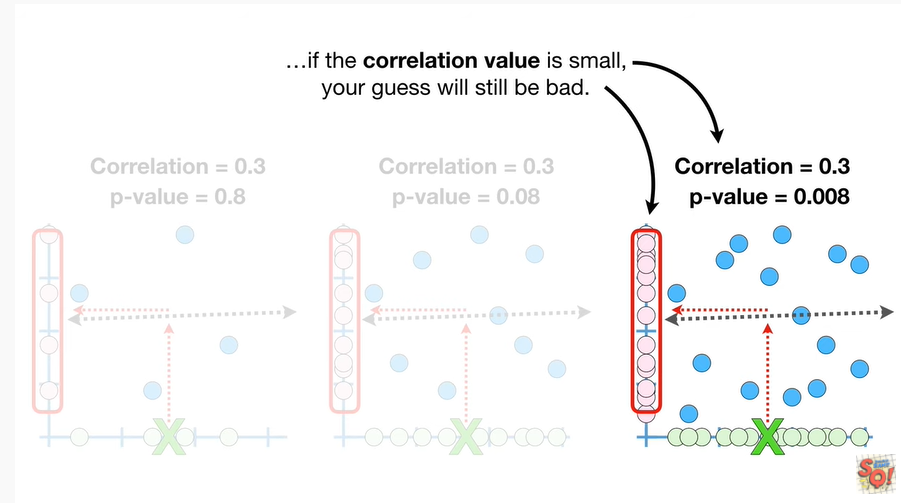 …if the correlation value is small,
your guess will still be bad.
Correlation = 0.3
p-value = 0.8
Correlation = 0.3
p-value = 0.08
Correlation = 0.3
p-value = 0.008
X
X
X
SQ!